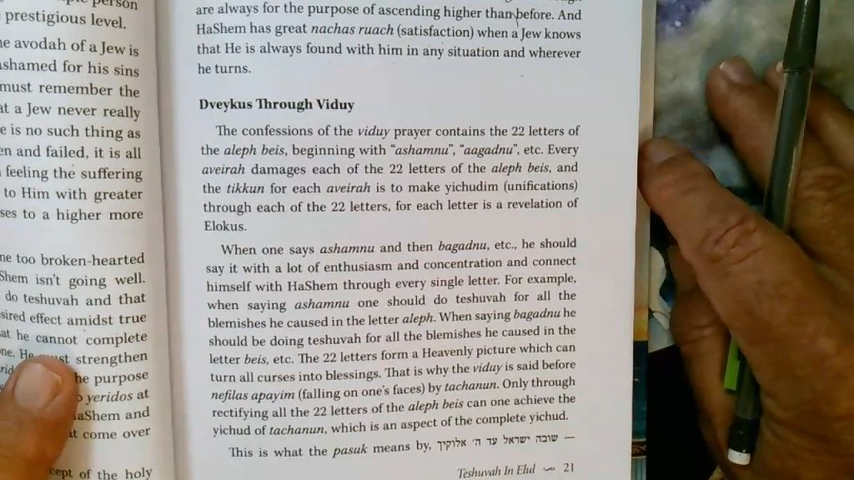 person
prestigious level.
he avodah of a Jew is
ashamed for his sins
must remember the
at a Jew never really
e is no such thing as
en and failed, it is all
feeling the suffering
to Him with greater
ses to a higher more
ne too broken-hearted
Shem isn't going well.
do teshuvah and that
sired effect amidst true
at he cannot complete
ne. He must strengthen
he purpose
yeridos at
aShem and
at come over
cept of the holy
are always for the purpose of ascending higher than before. And
HaShem has great nachas ruach (satisfaction) when a Jew knows
that He is always found with him in any situation and wherever
he turns.
Dveykus Through Viduy
The confessions of the viduy prayer contains the 22 letters of
the aleph beis, beginning with “ashamnu”, “aagadnu”, etc. Every
aveirah damages each of the 22 letters of the aleph beis, and
the tikkun for each aveirah is to make yichudim (unifications)
through each of the 22 letters, for each letter is a revelation of
Elokus.
When one says ashamnu and then bagadnu, etc., he should
say it with a lot of enthusiasm and concentration and connect
himself with HaShem through every single letter. For example,
when saying ashamnu one should do teshuvah for all the
blemishes he caused in the letter aleph. When saying bagadnu he
should be doing teshuvah for all the blemishes he caused in the
letter beis, etc. The 22 letters form a Heavenly picture which can
turn all curses into blessings. That is why the viduy is said before
nefilas apayim (falling on one's faces) by tachanun. Only through
rectifying all the 22 letters of the aleph beis can one achieve the
yichud of tachanun, which is an aspect of the complete yichud.
This is what the pasuk means by, שובה ישראל עד ה׳ אלוקיך —
Teshuvah In Elul 21